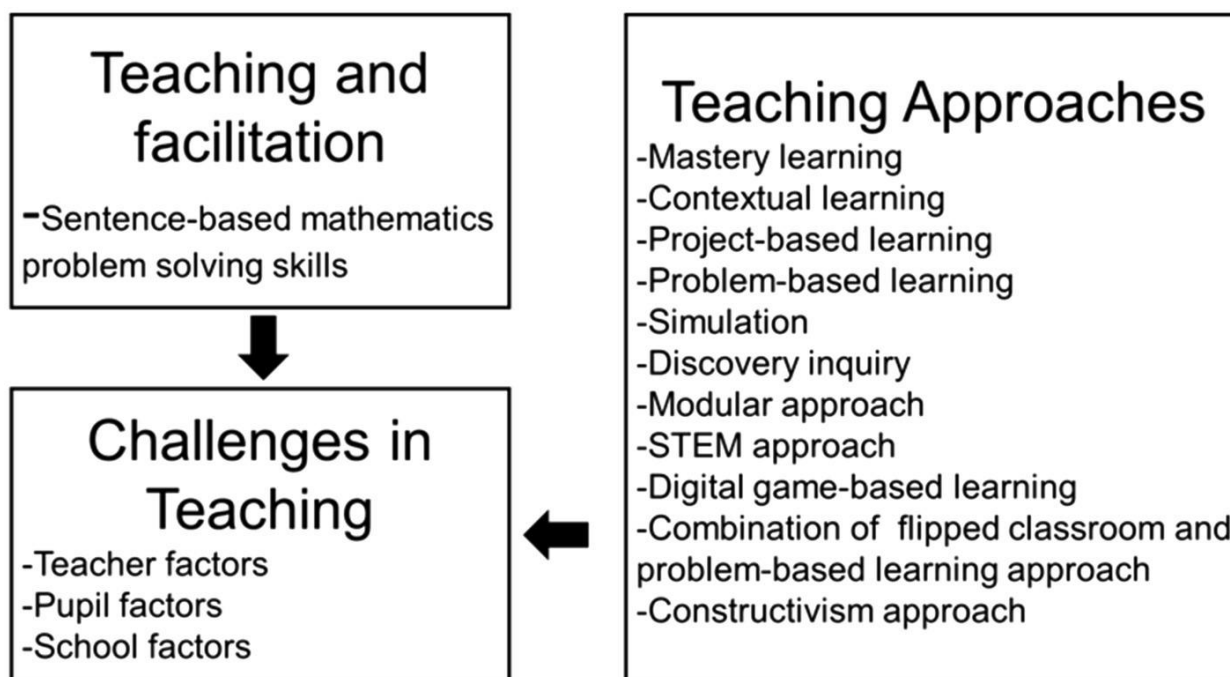 Teaching and
facilitation
-Sentence-based mathematics
problem solving skills
Challenges in
Teaching
-Teacher factors
-Pupil factors
-School factors
Teaching Approaches
-Mastery learning
-Contextual learning
-Project-based learning
-Problem-based learning
-Simulation
-Discovery inquiry
-Modular approach
-STEM approach
-Digital game-based learning
-Combination of flipped classroom and
problem-based learning approach
-Constructivism approach